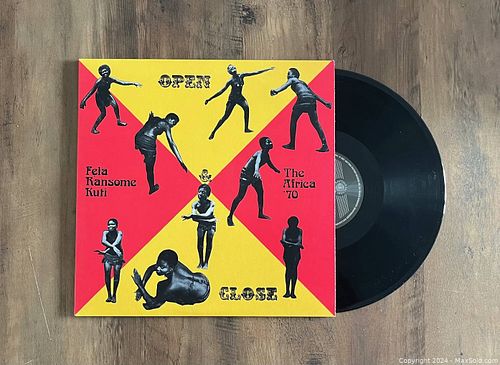 OPEN
Fela
Ransome
Kuti
The
Africa
'70
CLOSE
Copyright 2024 - MaxSold.com